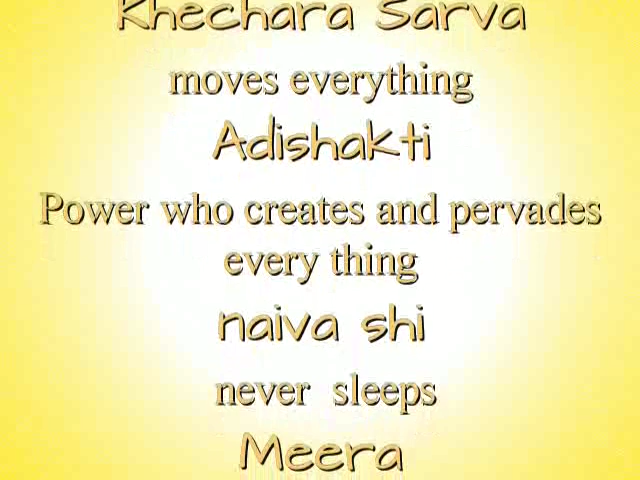 Khechara Sarva
moves everything
Adishakti
Power who creates and pervades
every thing
naiva shi
never sleeps
Meera